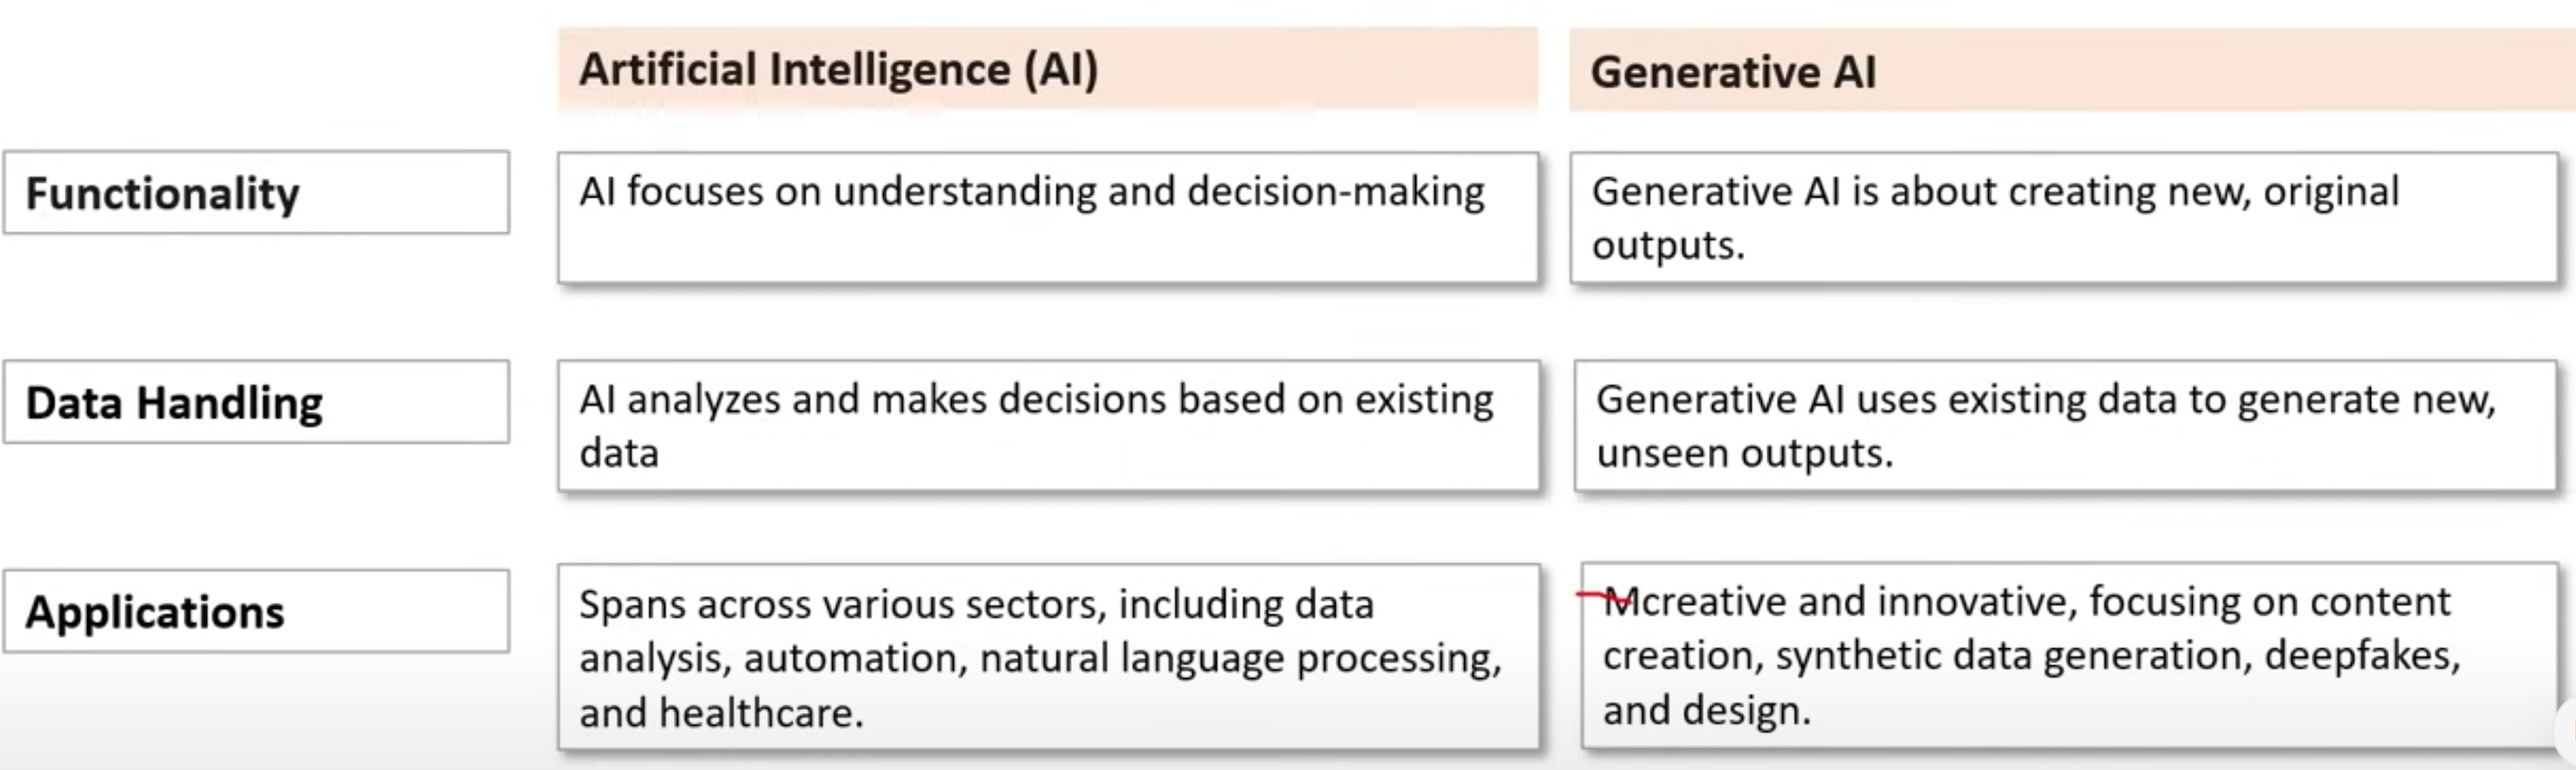 Artificial Intelligence (AI)
Generative AI
Functionality
AI focuses on understanding and decision-making
Generative AI is about creating new, original
outputs.
Data Handling
AI analyzes and makes decisions based on existing
data
Generative AI uses existing data to generate new,
unseen outputs.
Applications
Spans across various sectors, including data
analysis, automation, natural language processing,
and healthcare.
Mcreative and innovative, focusing on content
creation, synthetic data generation, deepfakes,
and design.